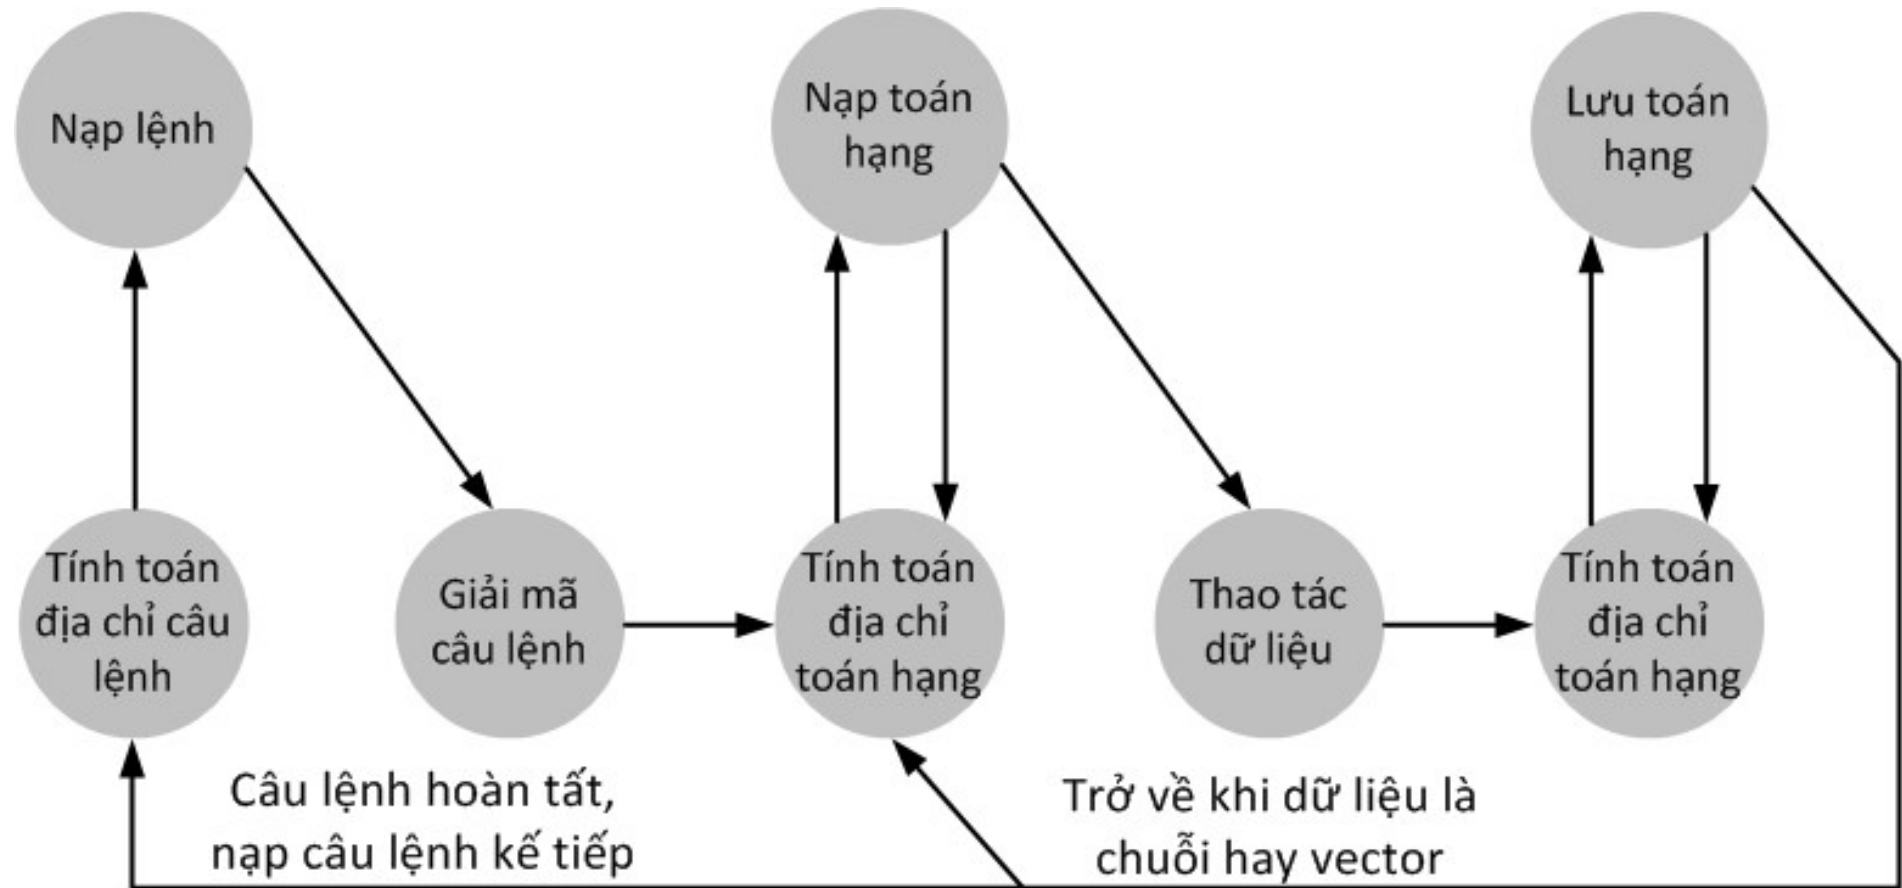 Nạp lệnh
Nạp toán
hạng
Lưu toán
hạng
Tính toán
địa chỉ câu
lệnh
Giải mã
câu lệnh
Tính toán
địa chỉ
toán hạng
Thao tác
dữ liệu
Tính toán
địa chỉ
toán hạng
Câu lệnh hoàn tất,
nạp câu lệnh kế tiếp
Trở về khi dữ liệu là
chuỗi hay vector